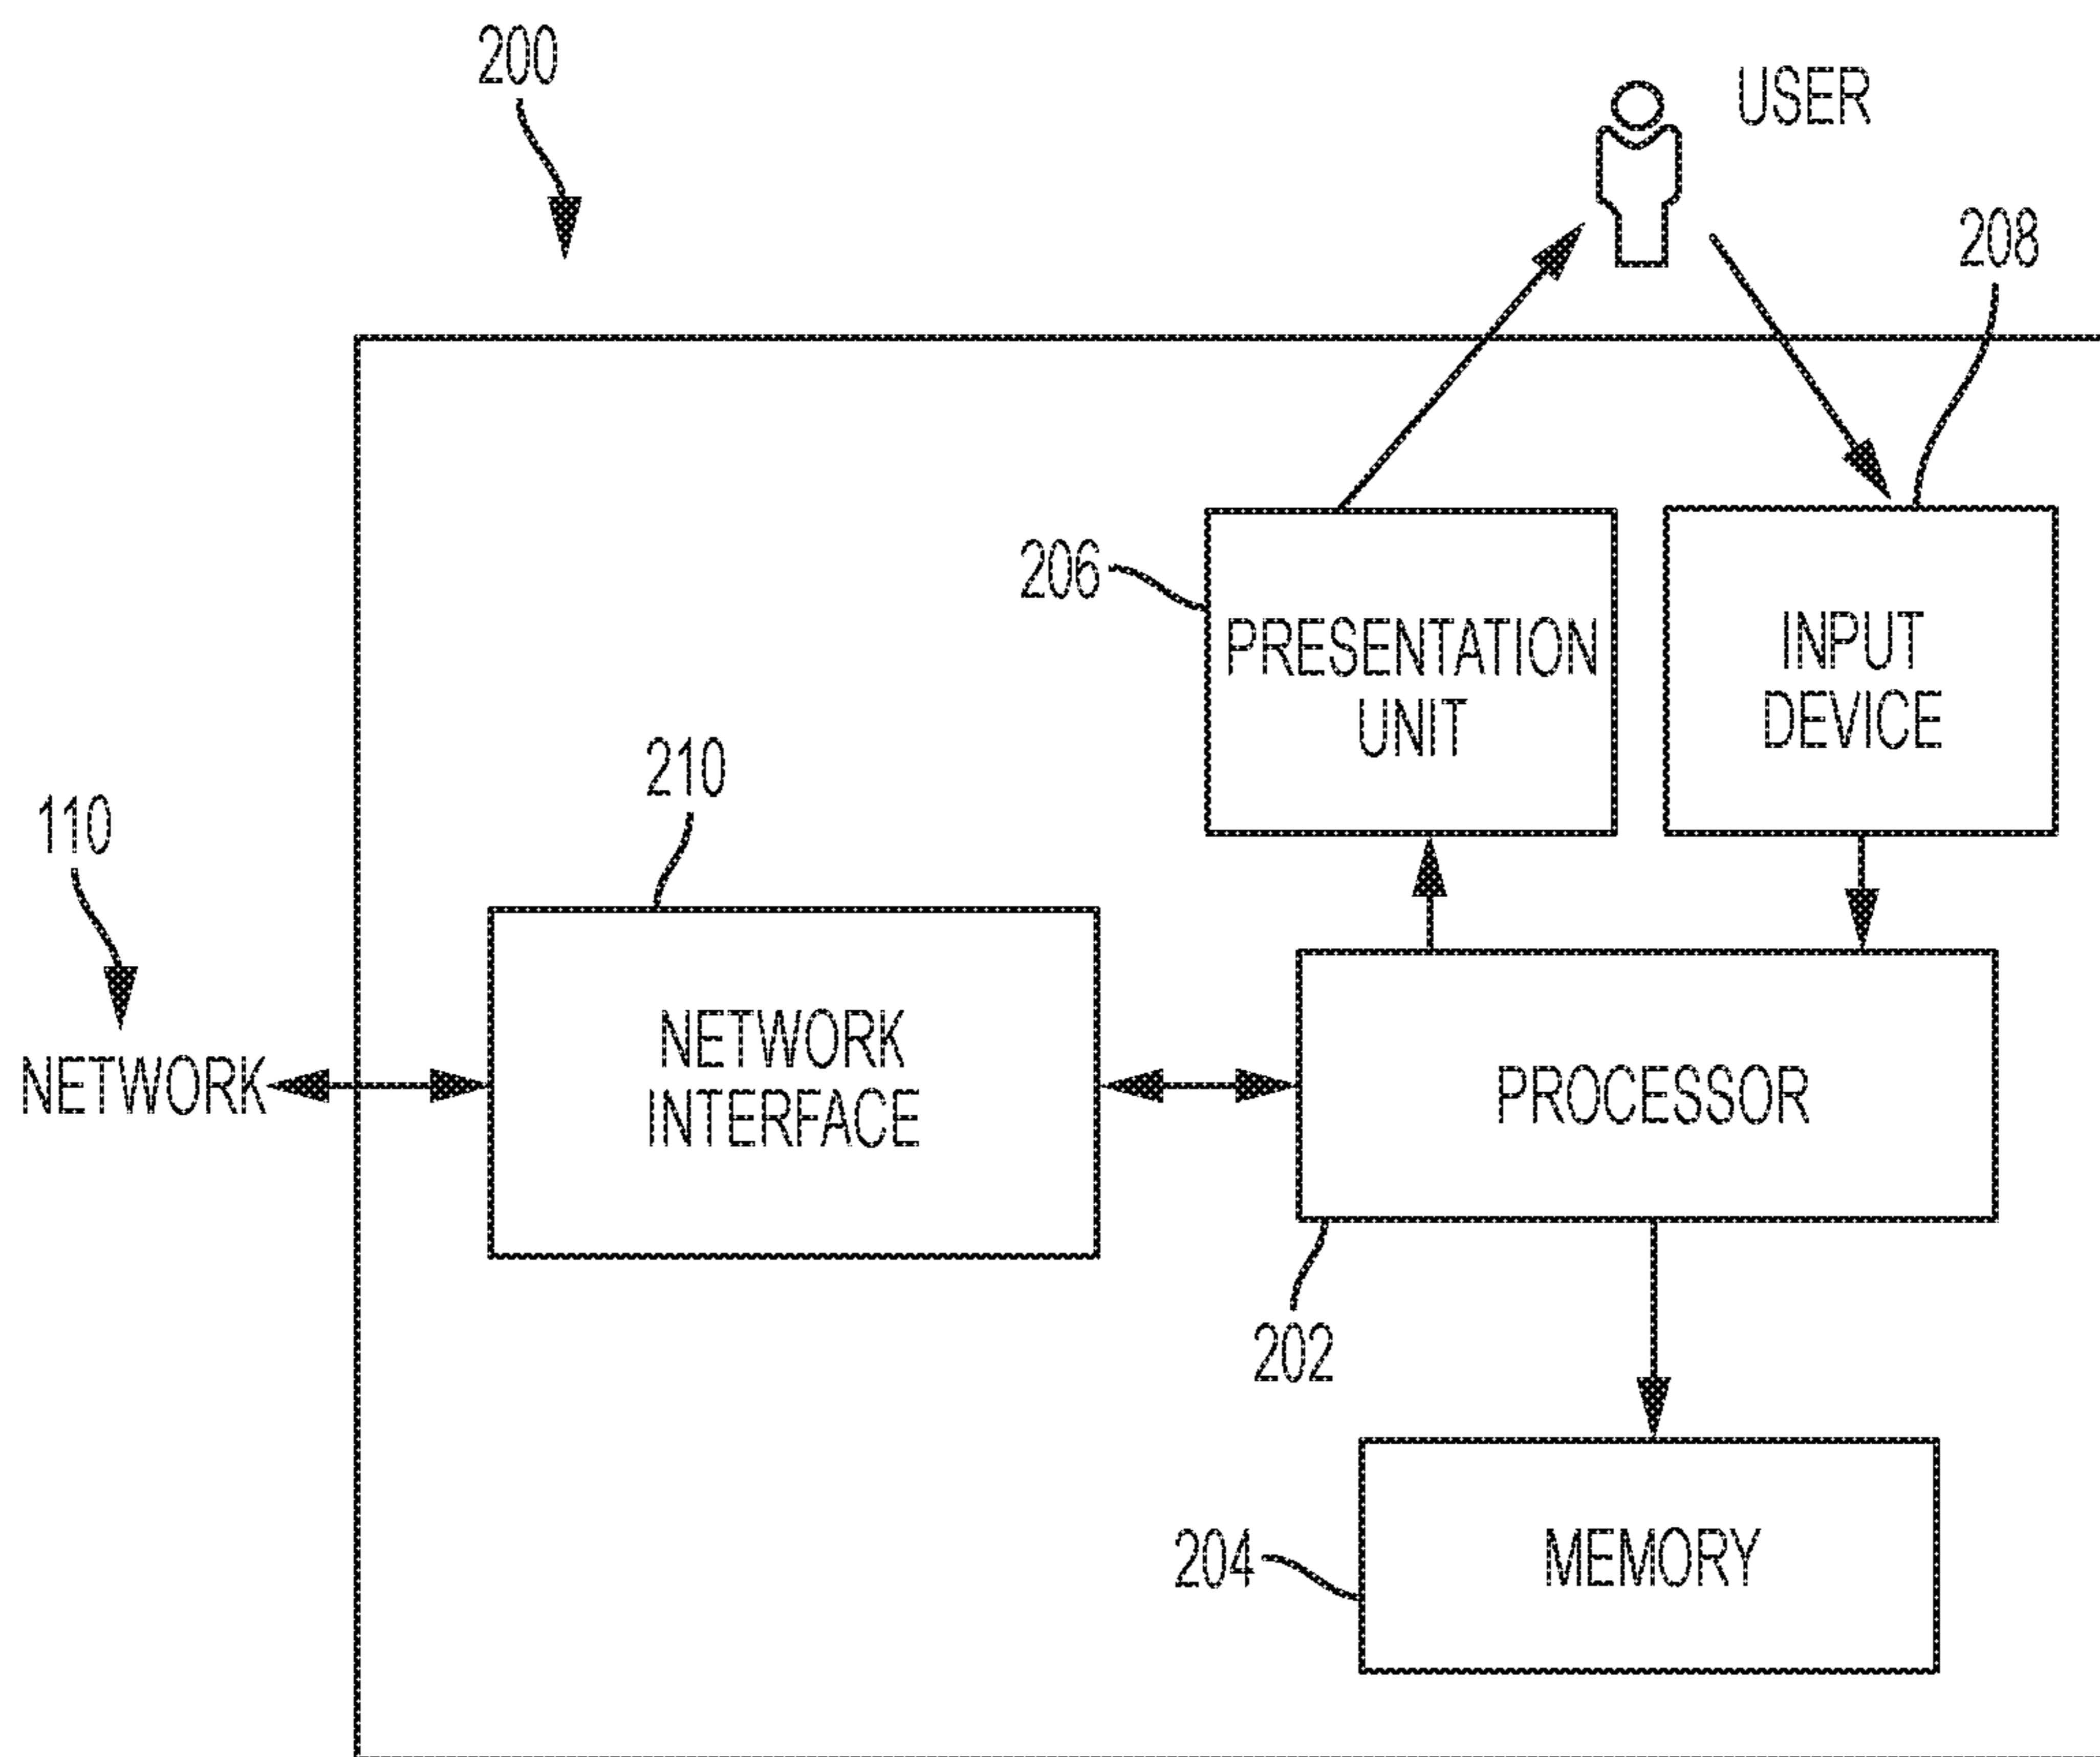 200
USER
208
206
PRESENTATION
UNIT
INPUT
DEVICE
210
110
NETWORK
NETWORK
INTERFACE
PROCESSOR
202
204
MEMORY